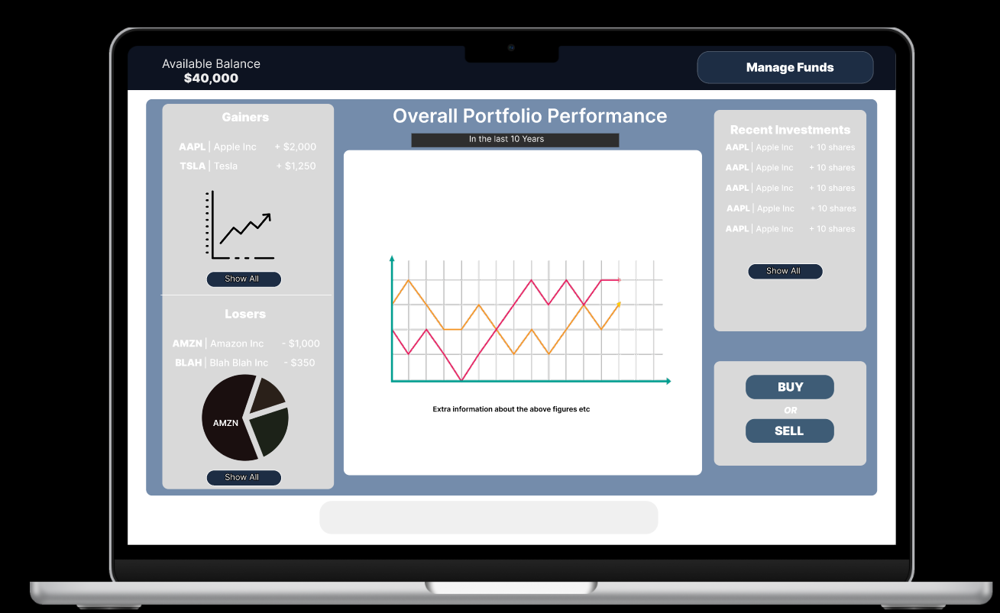 Available Balance
$40,000
Manage Funds
Gainers
AAPL | Apple Inc + $2,000
TSLA | Tesla + $1,250
Show All
Losers
AMZN | Amazon Inc - $1,000
BLAH | Blah Blah Inc - $350
AMZN
Show All
Overall Portfolio Performance
In the last 10 Years
Extra information about the above figures etc
Recent Investments
AAPL | Apple Inc + 10 shares
AAPL | Apple Inc + 10 shares
AAPL | Apple Inc + 10 shares
AAPL | Apple Inc + 10 shares
AAPL | Apple Inc + 10 shares
Show All
BUY
OR
SELL